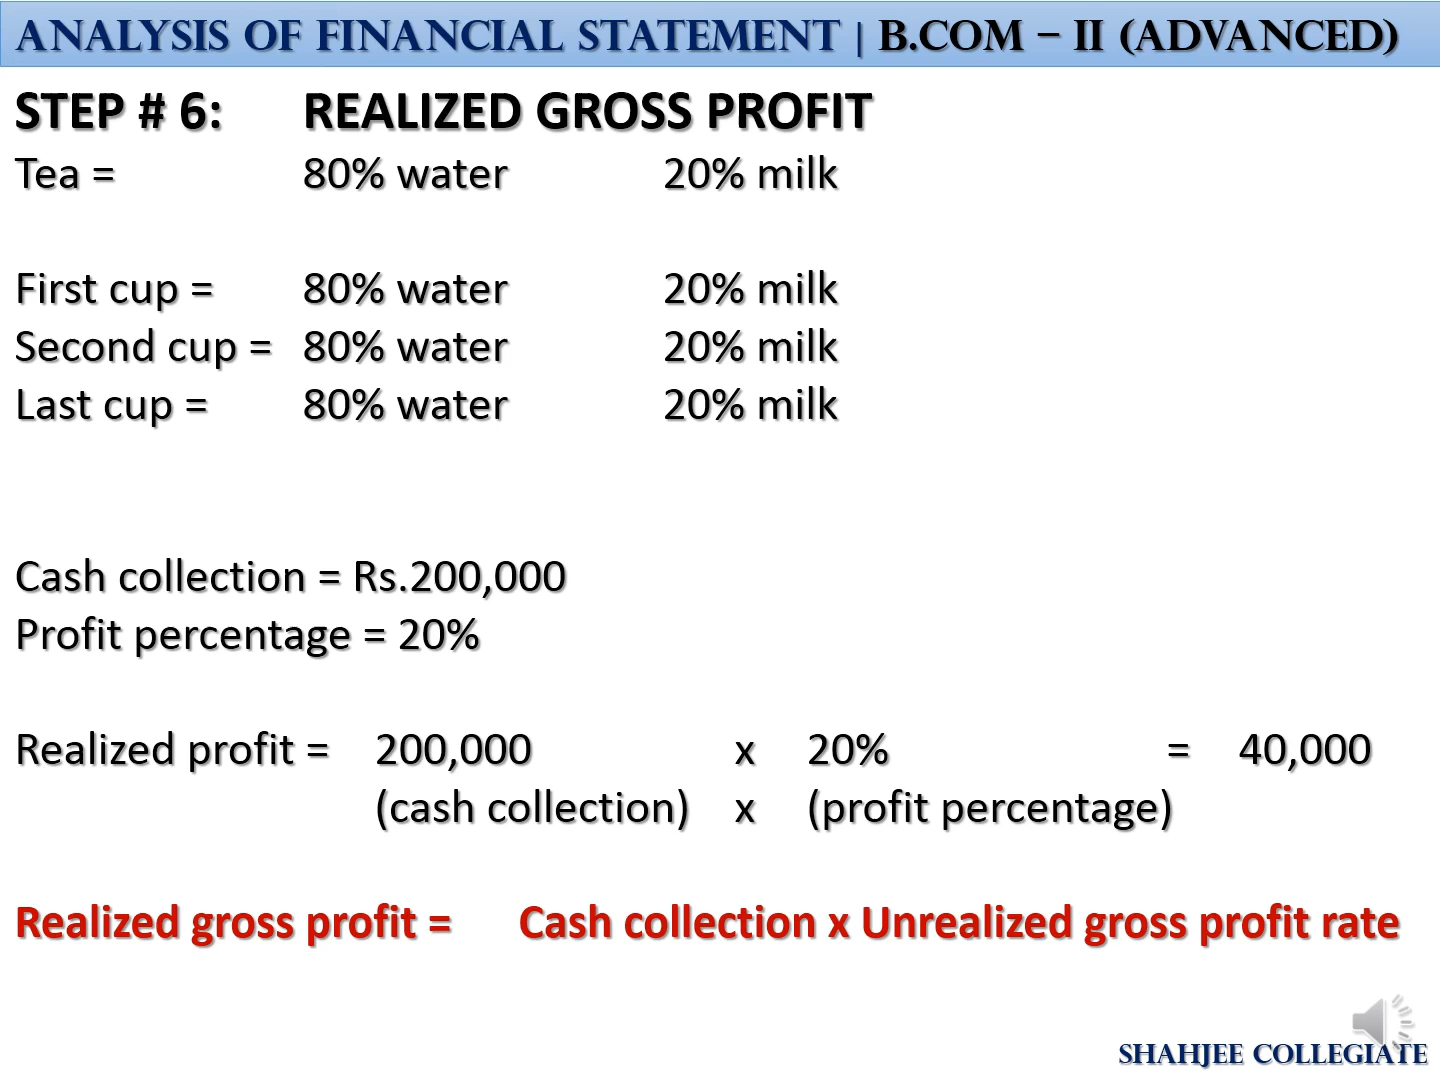 ANALYSIS OF FINANCIAL STATEMENT | B.COM – II (ADVANCED)
STEP # 6: REALIZED GROSS PROFIT
Tea = 80% water 20% milk
First cup = 80% water 20% milk
Second cup = 80% water 20% milk
Last cup = 80% water 20% milk
Cash collection = Rs.200,000
Profit percentage = 20%
Realized profit = 200,000 x 20% = 40,000
(cash collection) x (profit percentage)
Realized gross profit = Cash collection x Unrealized gross profit rate
SHAHJEE COLLEGIATE